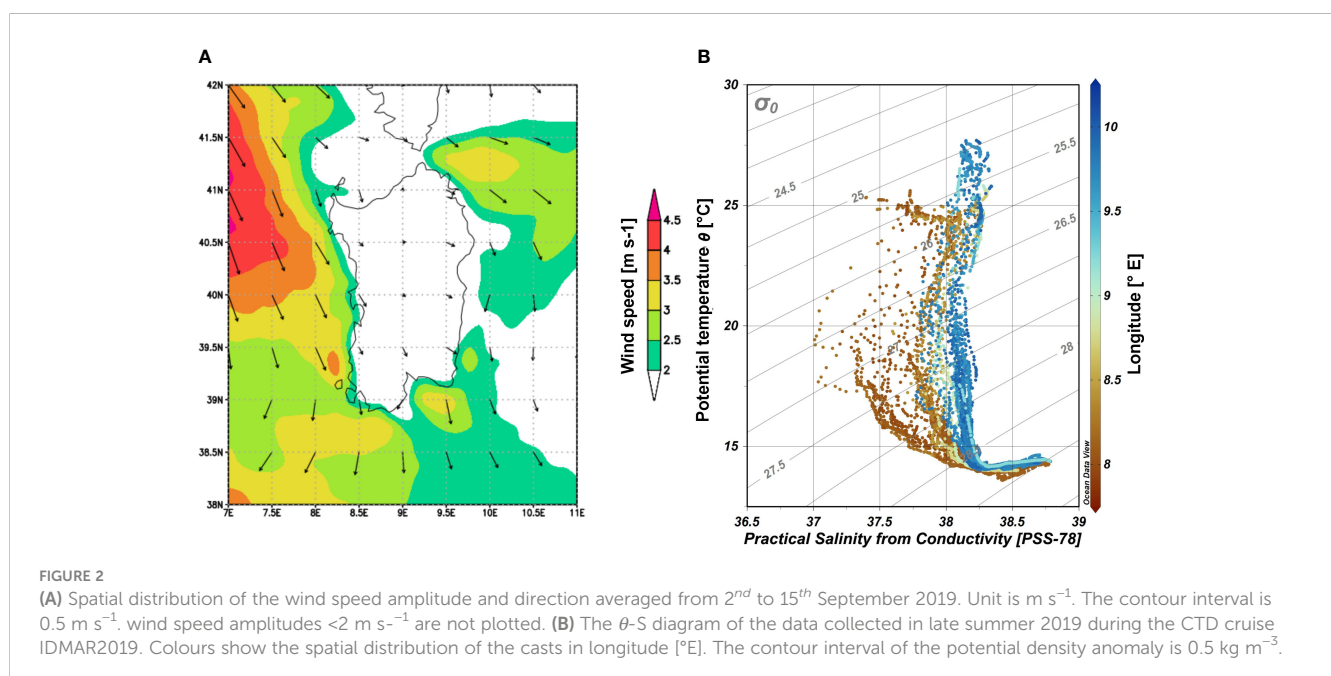 A
B
42N
41.5N
41N
40.5N
40N
39.5N
39N
38.5N
38N
7E 7.5E 8E 8.5E 9E 9.5E 10E 10.5E 11E
Wind speed [m s-1]
4.5
4
3.5
3
2.5
2
30
25
20
15
Potential temperature θ [°C]
σ0
24.5
25
25.5
26
26.5
27
28
27.5
36.5 37 37.5 38 38.5 39
Practical Salinity from Conductivity [PSS-78]
Ocean Data View
10
9.5
9
8.5
8
Longitude [° E]
FIGURE 2
(A) Spatial distribution of the wind speed amplitude and direction averaged from 2nd to 15th September 2019. Unit is m s−1. The contour interval is
0.5 m s−1. wind speed amplitudes <2 m s-−1 are not plotted. (B) The θ-S diagram of the data collected in late summer 2019 during the CTD cruise
IDMAR2019. Colours show the spatial distribution of the casts in longitude [°E]. The contour interval of the potential density anomaly is 0.5 kg m−3.